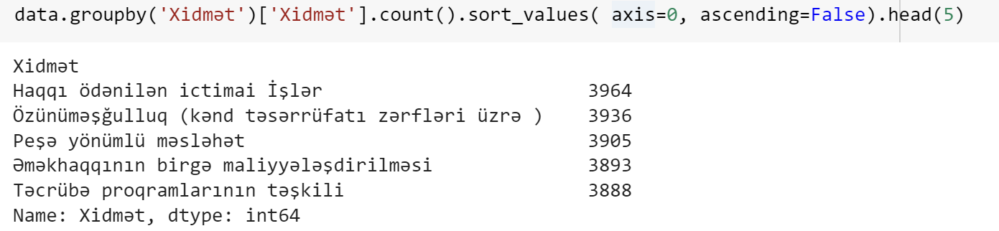 data.groupby('Xidmət')['Xidmət'].count().sort_values( axis=0, ascending=False).head(5)
Xidmət
Haqqı ödənilən ictimai İşlər 3964
Özünüməşğulluq (kənd təsərrüfatı zərfləri üzrə ) 3936
Peşə yönümlü məsləhət 3905
Əməkhaqqının birgə maliyyələşdirilməsi 3893
Təcrübə proqramlarının təşkili 3888
Name: Xidmət, dtype: int64